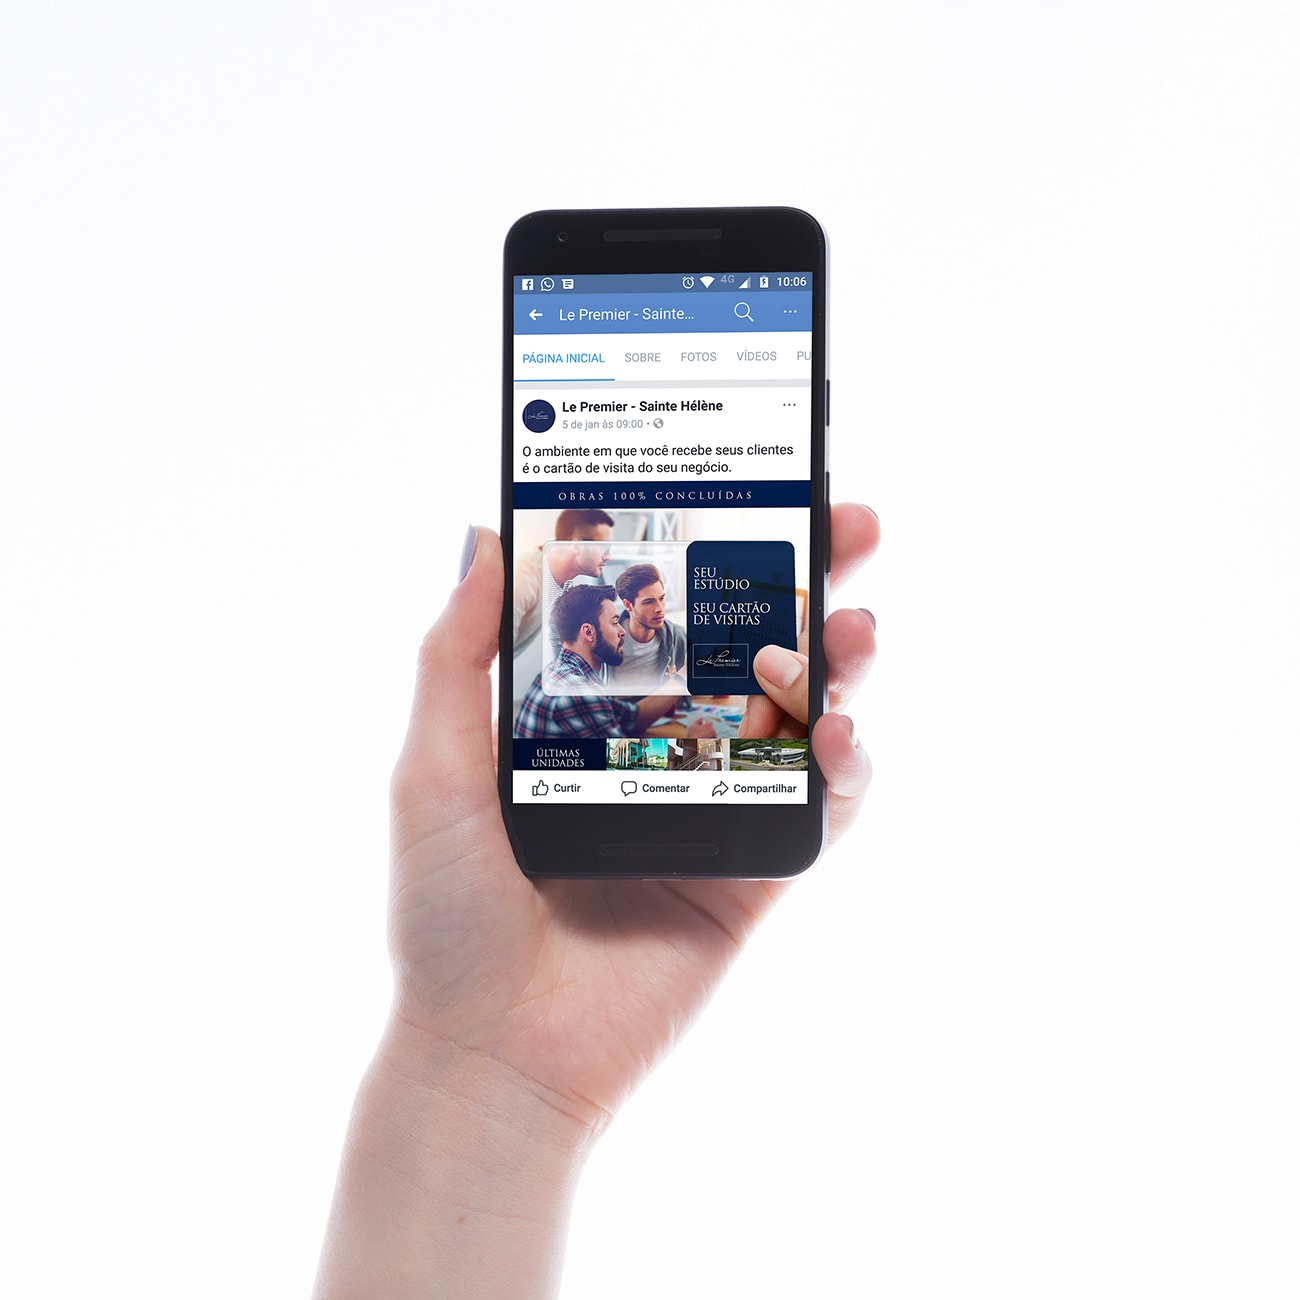 4G 10:06
Le Premier - Sainte...
PÁGINA INICIAL SOBRE FOTOS VÍDEOS PU
Le Premier - Sainte Hélène
5 de jan às 09:00
O ambiente em que você recebe seus clientes
é o cartão de visita do seu negócio.
OBRAS 100% CONCLUÍDAS
SEU
ESTÚDIO
SEU CARTÃO
DE VISITAS
Le Premier
Sainte Hélène
ÚLTIMAS
UNIDADES
Curtir Comentar Compartilhar